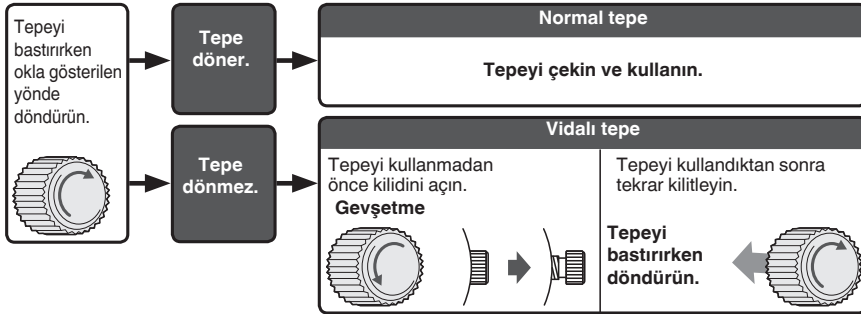 Tepeyi
bastırırken
okla gösterilen
yönde
döndürün.
Tepe
döner.
Normal tepe
Tepeyi çekin ve kullanın.
Tepe
dönmez.
Vidalı tepe
Tepeyi kullanmadan
önce kilidini açın.
Gevşetme
Tepeyi kullandıktan sonra
tekrar kilitleyin.
Tepeyi
bastırırken
döndürün.